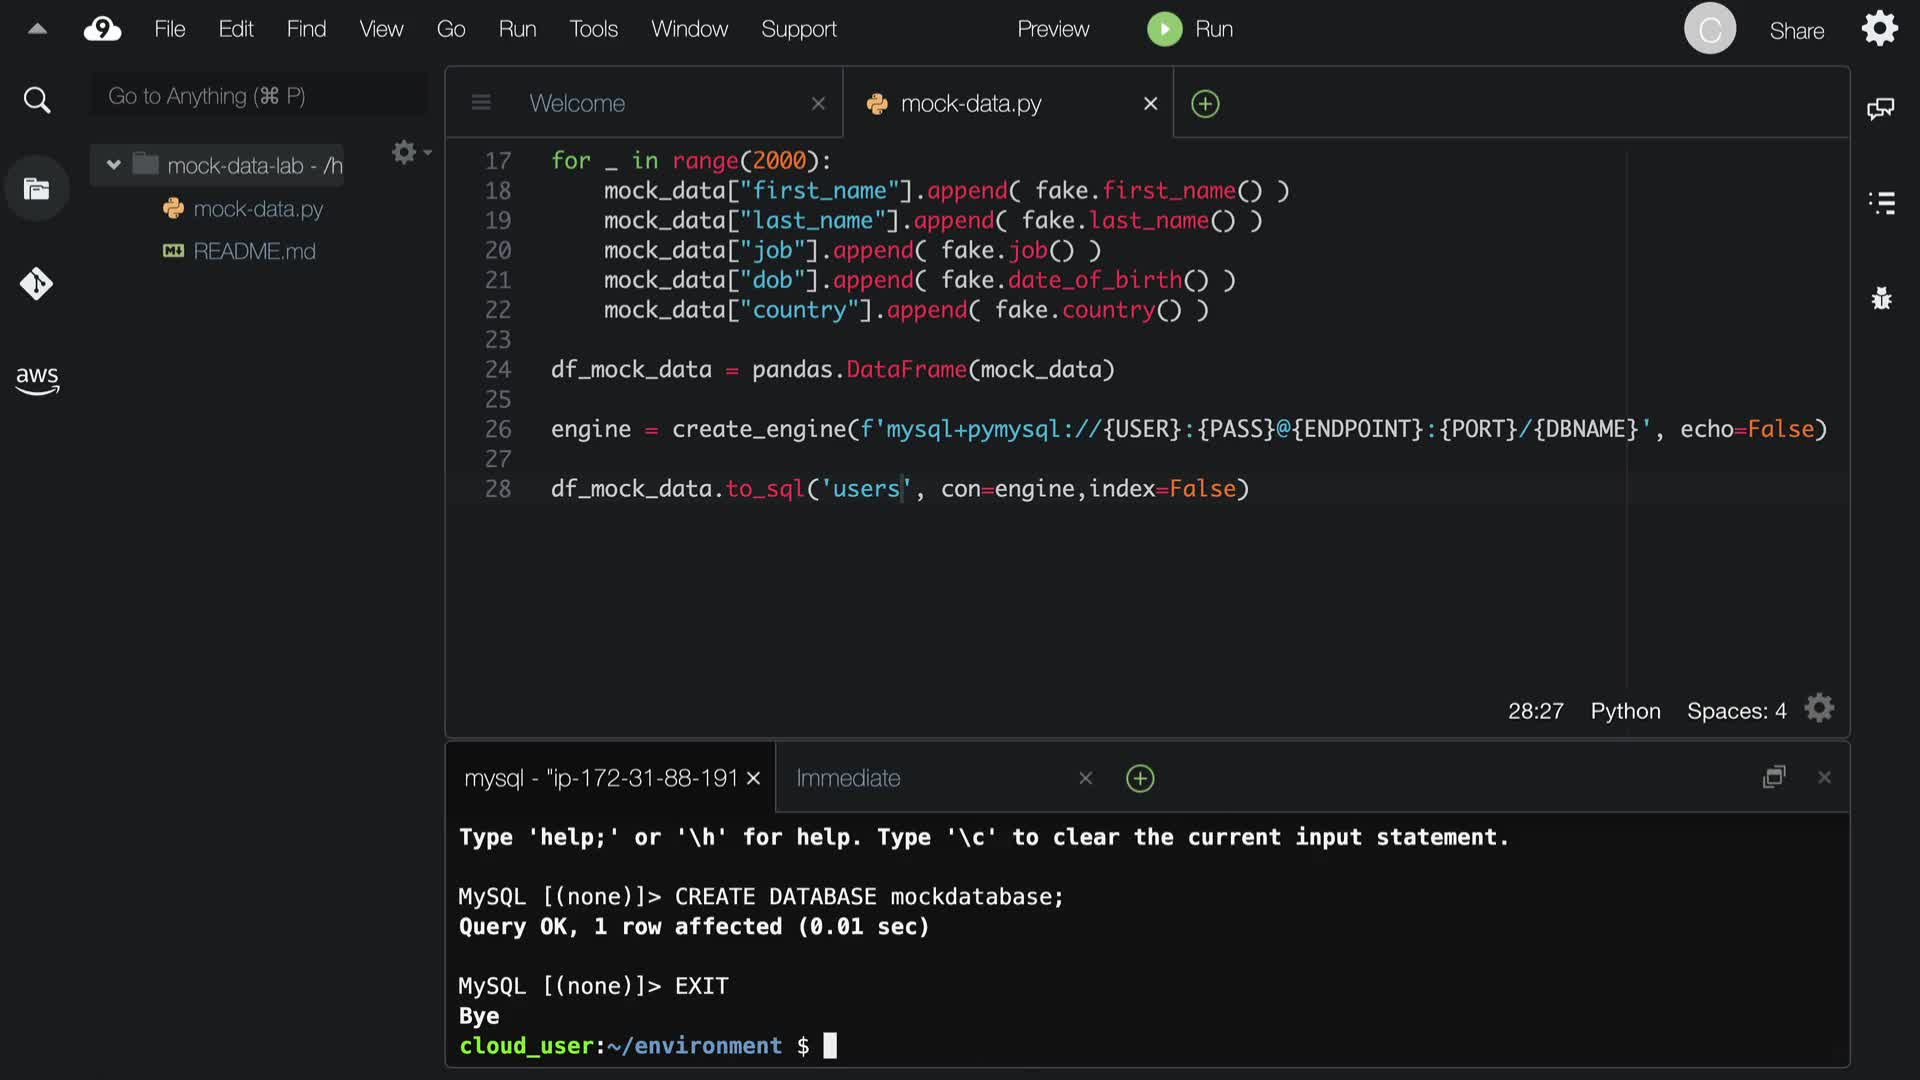 9 File Edit Find View Go Run Tools Window Support Preview Run C Share
Go to Anything (⌘ P)
Welcome mock-data.py
mock-data-lab - /h
mock-data.py
README.md
aws
17 for _ in range(2000):
18 mock_data["first_name"].append( fake.first_name() )
19 mock_data["last_name"].append( fake.last_name() )
20 mock_data["job"].append( fake.job() )
21 mock_data["dob"].append( fake.date_of_birth() )
22 mock_data["country"].append( fake.country() )
23
24 df_mock_data = pandas.DataFrame(mock_data)
25
26 engine = create_engine(f'mysql+pymysql://{USER}:{PASS}@{ENDPOINT}:{PORT}/{DBNAME}', echo=False)
27
28 df_mock_data.to_sql('users', con=engine,index=False)
28:27 Python Spaces: 4
mysql - "ip-172-31-88-191 Immediate
Type 'help;' or '\h' for help. Type '\c' to clear the current input statement.
MySQL [(none)]> CREATE DATABASE mockdatabase;
Query OK, 1 row affected (0.01 sec)
MySQL [(none)]> EXIT
Bye
cloud_user:~/environment $